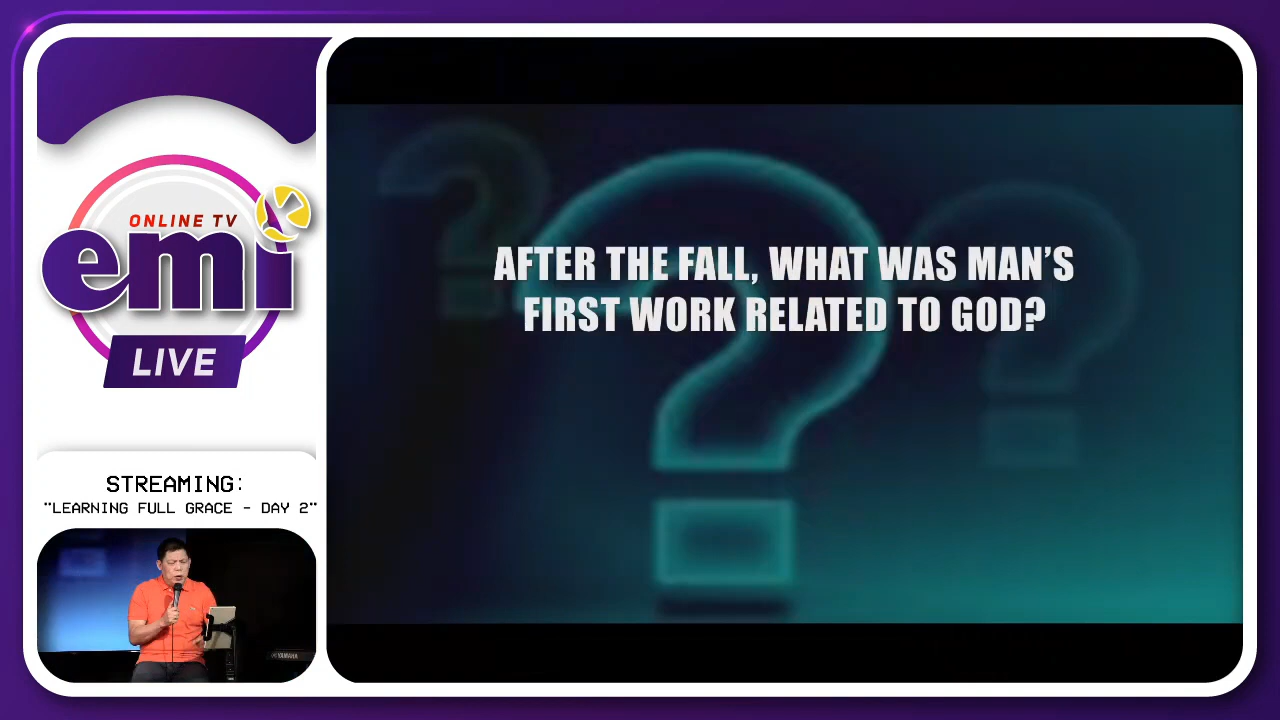 ONLINE TV
emi
LIVE
STREAMING:
"LEARNING FULL GRACE - DAY 2"
YAMAHA
AFTER THE FALL, WHAT WAS MAN’S
FIRST WORK RELATED TO GOD?